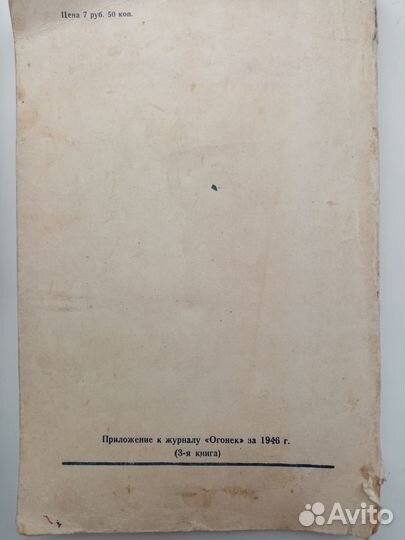 Цена 7 руб. 50 коп.
Приложение к журналу «Огонек» за 1946 г.
(3-я книга)
Avito